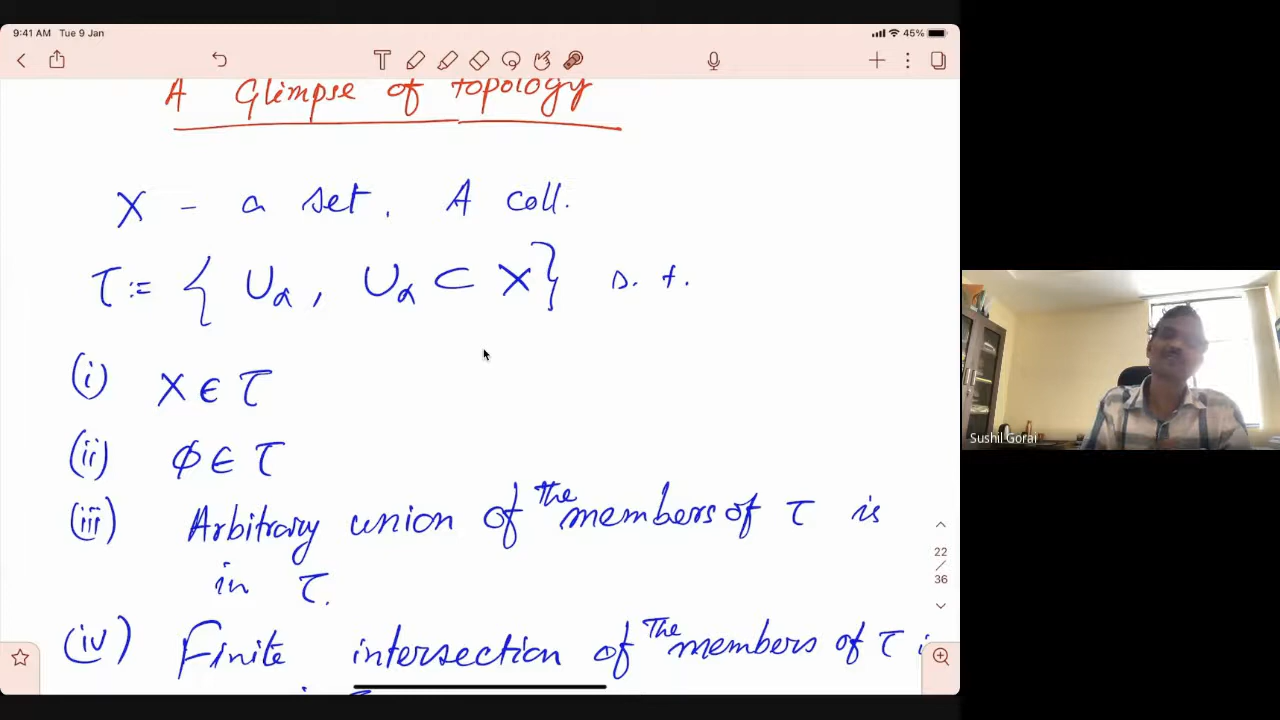 9:41 AM Tue 9 Jan
45%
A Glimpse of topology
X - a set. A coll.
τ := { Uα, Uα ⊂ X } s.t.
(i) X ∈ τ
(ii) ϕ ∈ τ
(iii) Arbitrary union of the members of τ is
in τ.
(iv) Finite intersection of the members of τ
22
/
36
Sushil Gorai